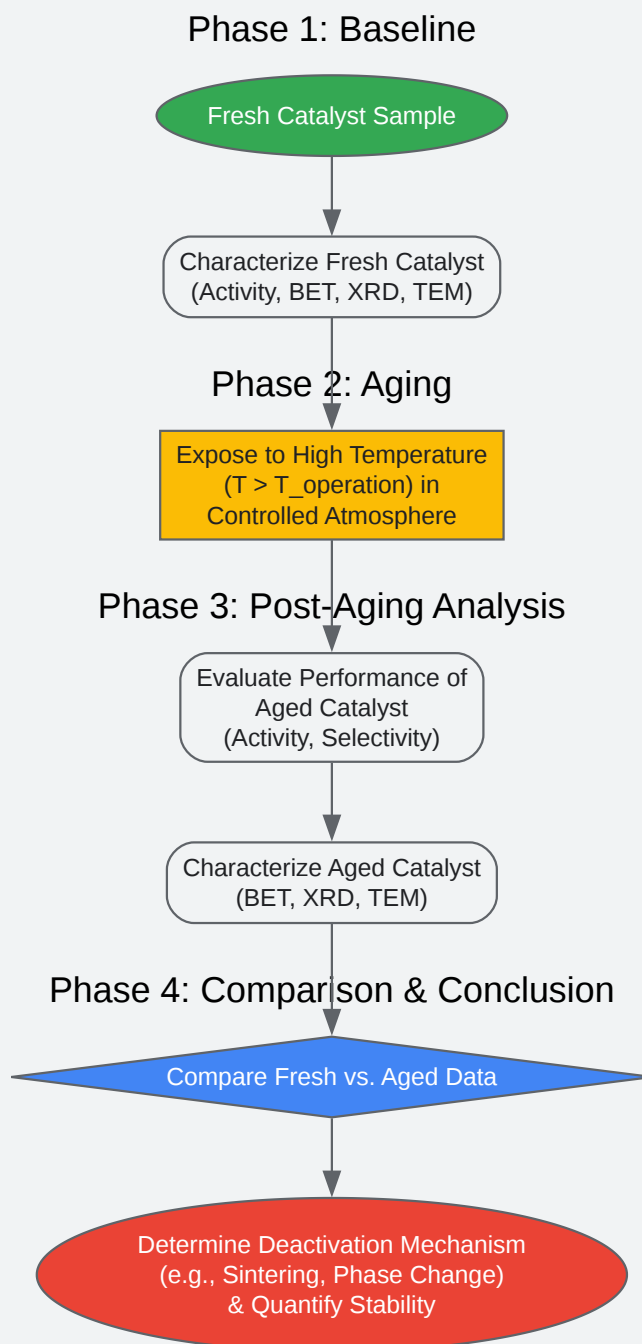 Phase 1: Baseline
Fresh Catalyst Sample
Characterize Fresh Catalyst
(Activity, BET, XRD, TEM)
Phase 2: Aging
Expose to High Temperature
(T > T_operation) in
Controlled Atmosphere
Phase 3: Post-Aging Analysis
Evaluate Performance of
Aged Catalyst
(Activity, Selectivity)
Characterize Aged Catalyst
(BET, XRD, TEM)
Phase 4: Comparison & Conclusion
Compare Fresh vs. Aged Data
Determine Deactivation Mechanism
(e.g., Sintering, Phase Change)
& Quantify Stability